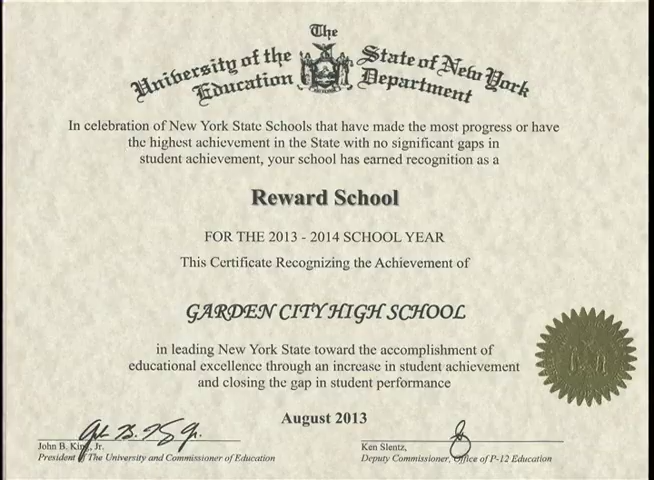 The
University of the State of New York
Education Department
In celebration of New York State Schools that have made the most progress or have
the highest achievement in the State with no significant gaps in
student achievement, your school has earned recognition as a
Reward School
FOR THE 2013 - 2014 SCHOOL YEAR
This Certificate Recognizing the Achievement of
GARDEN CITY HIGH SCHOOL
in leading New York State toward the accomplishment of
educational excellence through an increase in student achievement
and closing the gap in student performance
August 2013
John B. King, Jr.
President of The University and Commissioner of Education
Ken Slentz,
Deputy Commissioner, Office of P-12 Education